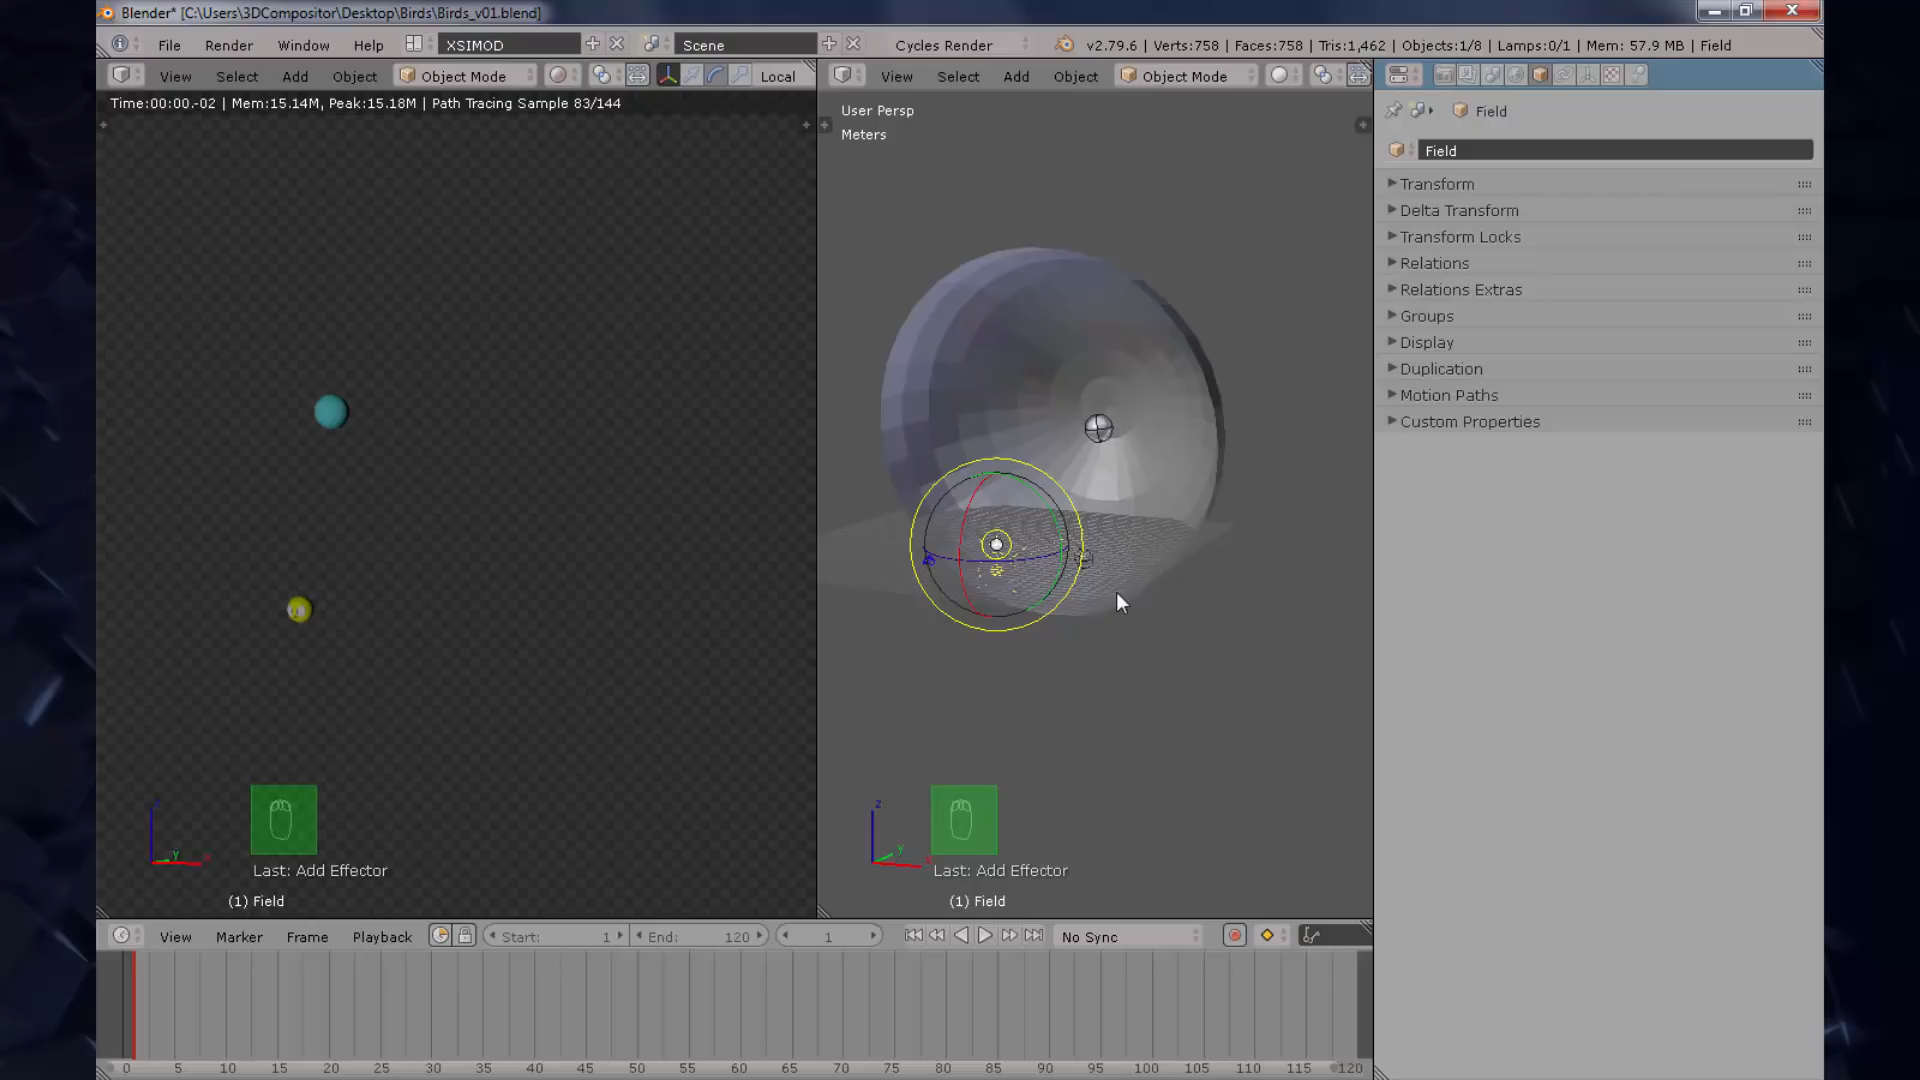 Blender* [C:\Users\3DCompositor\Desktop\Birds\Birds_v01.blend]
File Render Window Help XSIMOD Scene Cycles Render v2.79.6 | Verts:758 | Faces:758 | Tris:1,462 | Objects:1/8 | Lamps:0/1 | Mem: 57.9 MB | Field
View Select Add Object Object Mode Local View Select Add Object Object Mode
Time:00:00.-02 | Mem:15.14M, Peak:15.18M | Path Tracing Sample 83/144
User Persp
Meters
Field
Field
Transform
Delta Transform
Transform Locks
Relations
Relations Extras
Groups
Display
Duplication
Motion Paths
Custom Properties
z
y
x
z
y
x
Last: Add Effector
(1) Field
Last: Add Effector
(1) Field
View Marker Frame Playback Start: 1 End: 120 1 No Sync
0 5 10 15 20 25 30 35 40 45 50 55 60 65 70 75 80 85 90 95 100 105 110 115 120